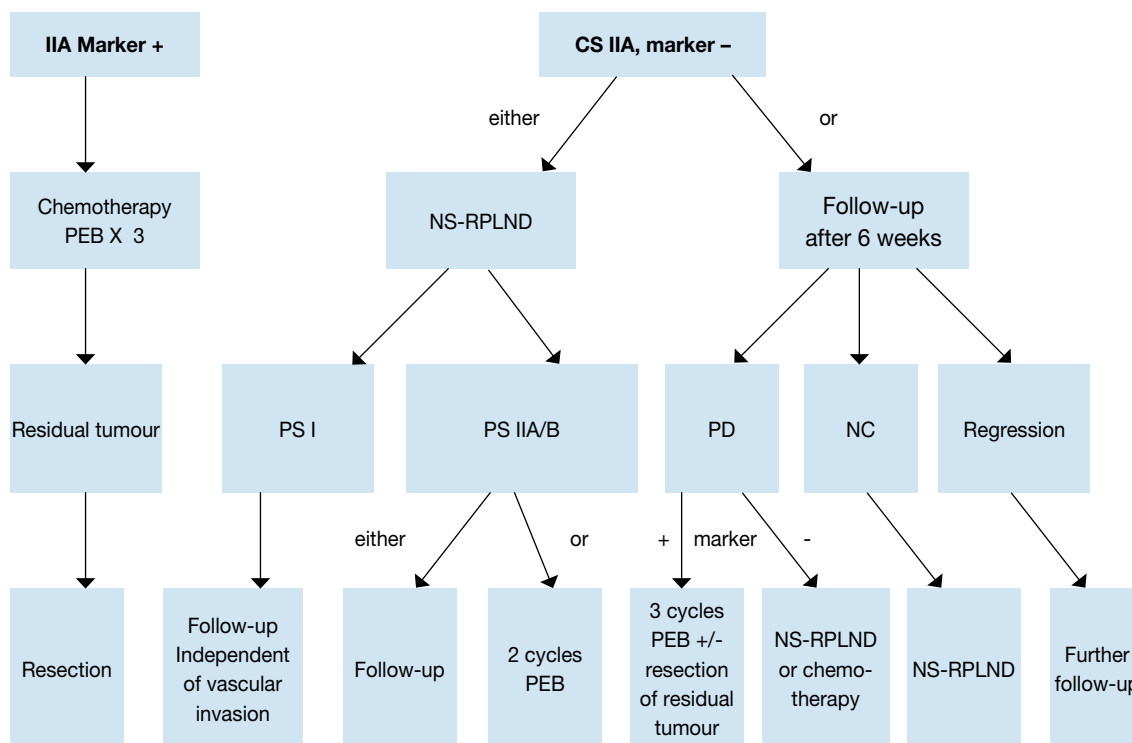 IIA Marker +
CS IIA, marker –
either
or
Chemotherapy
PEB X 3
NS-RPLND
Follow-up
after 6 weeks
Residual tumour
PS I
PS IIA/B
PD
NC
Regression
either
or
+ marker -
Resection
Follow-up
Independent
of vascular
invasion
Follow-up
2 cycles
PEB
3 cycles
PEB +/-
resection
of residual
tumour
NS-RPLND
or chemo-
therapy
NS-RPLND
Further
follow-up